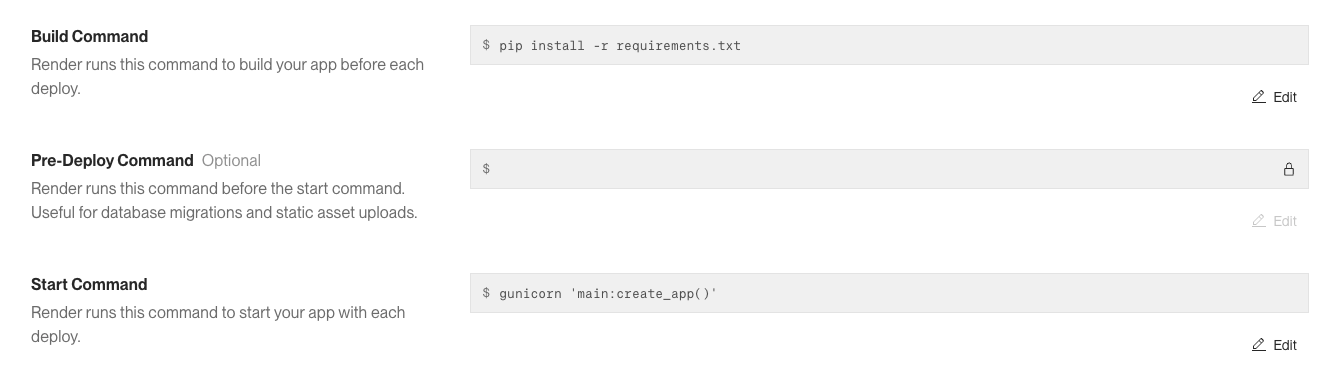 Build Command
$ pip install -r requirements.txt
Render runs this command to build your app before each
deploy.
Edit
Pre-Deploy Command Optional
$
Render runs this command before the start command.
Useful for database migrations and static asset uploads.
Edit
Start Command
$ gunicorn 'main:create_app()'
Render runs this command to start your app with each
deploy.
Edit